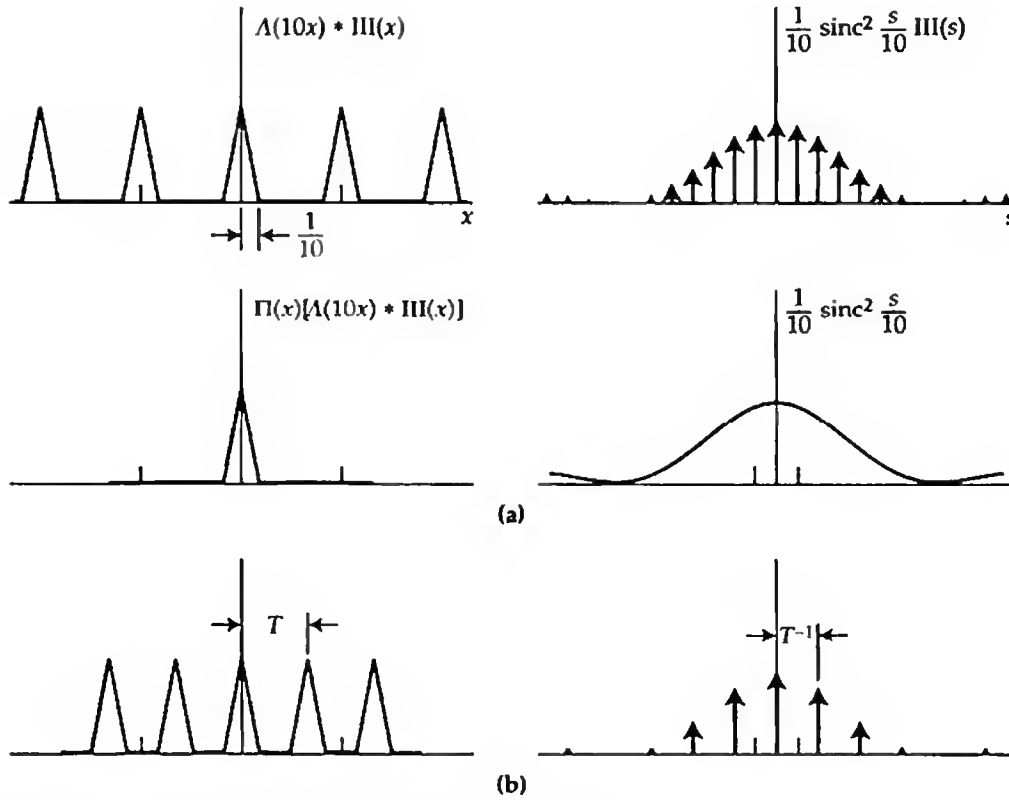 Λ(10x) * III(x)
1/10 sinc² s/10 III(s)
x
s
1/10
Π(x)[Λ(10x) * III(x)]
1/10 sinc² s/10
(a)
T
T⁻¹
(b)